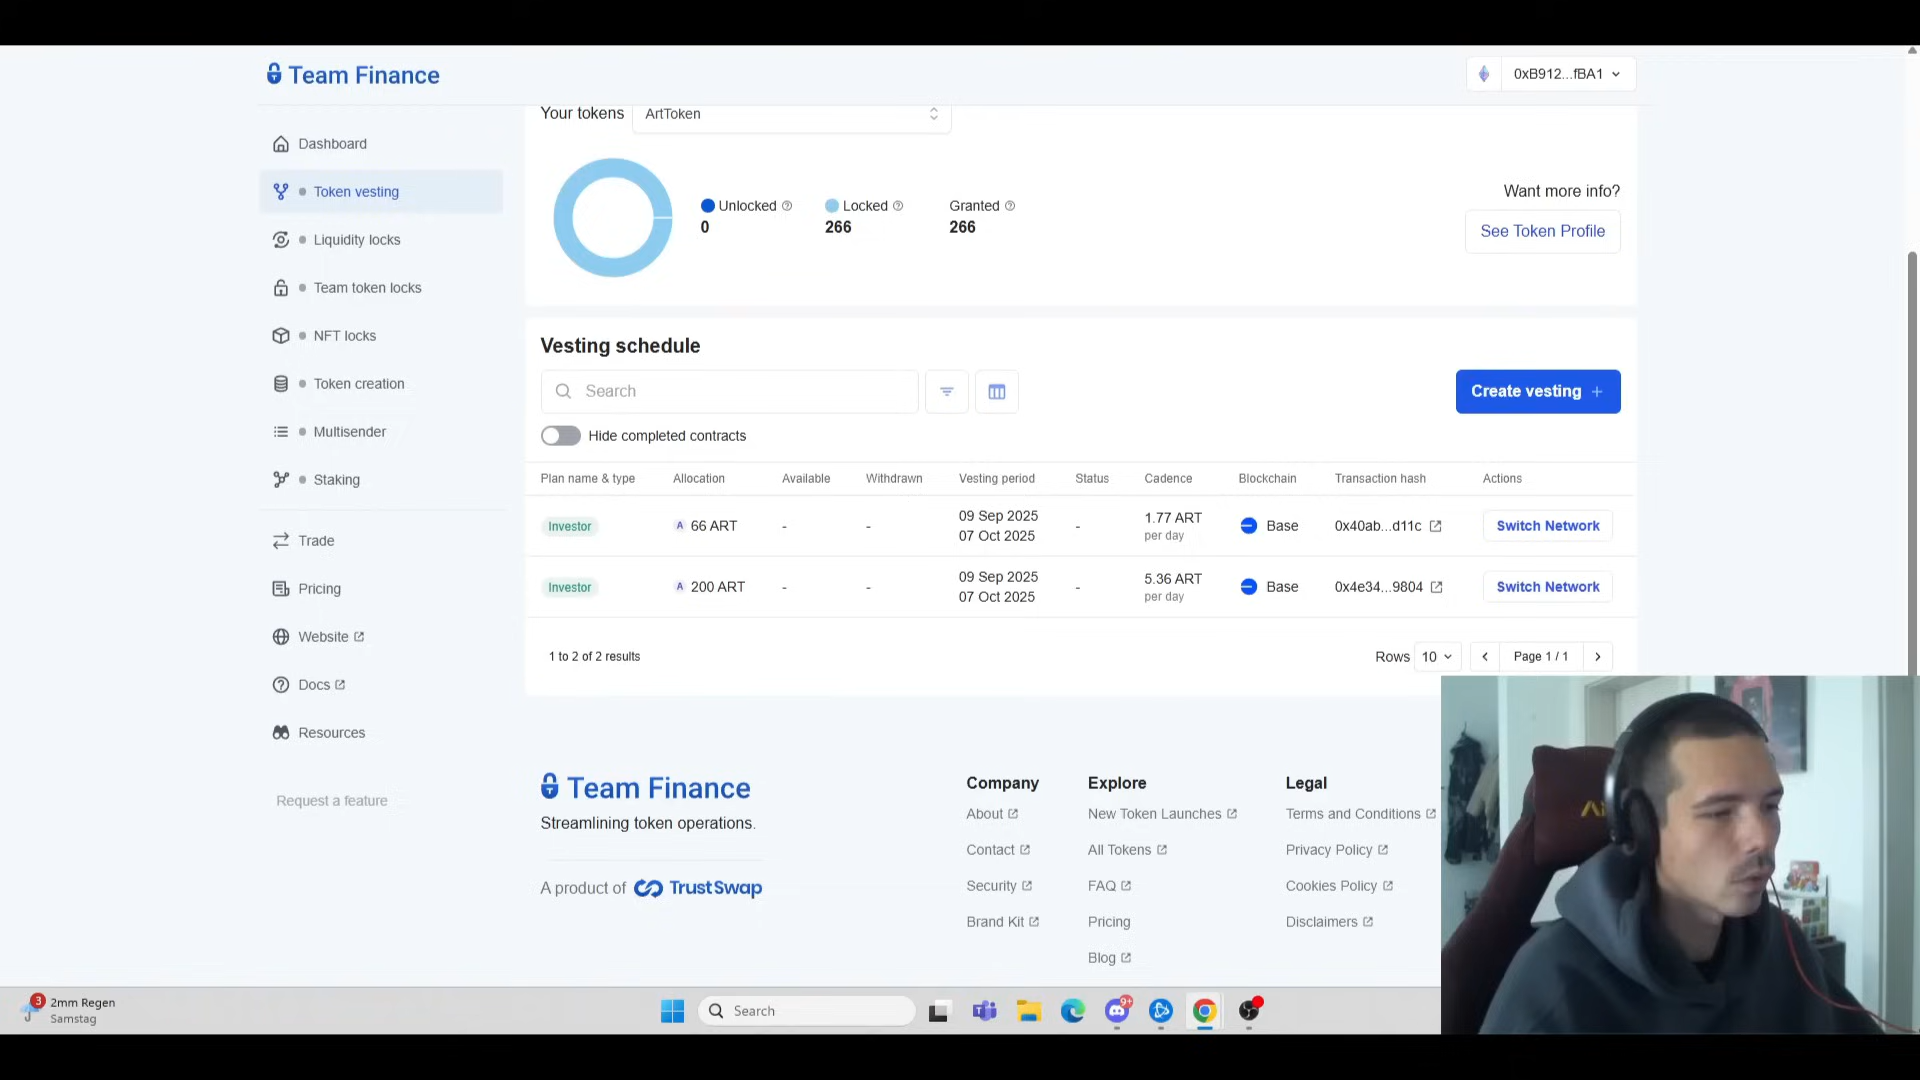 Team Finance
0xB912...fBA1
Your tokens
ArtToken
Dashboard
Token vesting
Liquidity locks
Team token locks
NFT locks
Token creation
Multisender
Staking
Trade
Pricing
Website
Docs
Resources
Request a feature
Unlocked
0
Locked
266
Granted
266
Want more info?
See Token Profile
Vesting schedule
Search
Create vesting +
Hide completed contracts
Plan name & type Allocation Available Withdrawn Vesting period Status Cadence Blockchain Transaction hash Actions
Investor A 66 ART - - 09 Sep 2025 - 1.77 ART Base 0x40ab...d11c Switch Network
07 Oct 2025 per day
Investor A 200 ART - - 09 Sep 2025 - 5.36 ART Base 0x4e34...9804 Switch Network
07 Oct 2025 per day
1 to 2 of 2 results
Rows 10
Page 1 / 1
Team Finance
Streamlining token operations.
A product of TrustSwap
Company
About
Contact
Security
Brand Kit
Explore
New Token Launches
All Tokens
FAQ
Pricing
Blog
Legal
Terms and Conditions
Privacy Policy
Cookies Policy
Disclaimers
3
2mm Regen
Samstag
Search
9+